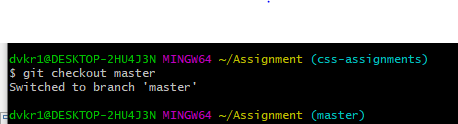 dvkr1@DESKTOP-2HU4J3N MINGW64 ~/Assignment (css-assignments)
$ git checkout master
Switched to branch 'master'
dvkr1@DESKTOP-2HU4J3N MINGW64 ~/Assignment (master)